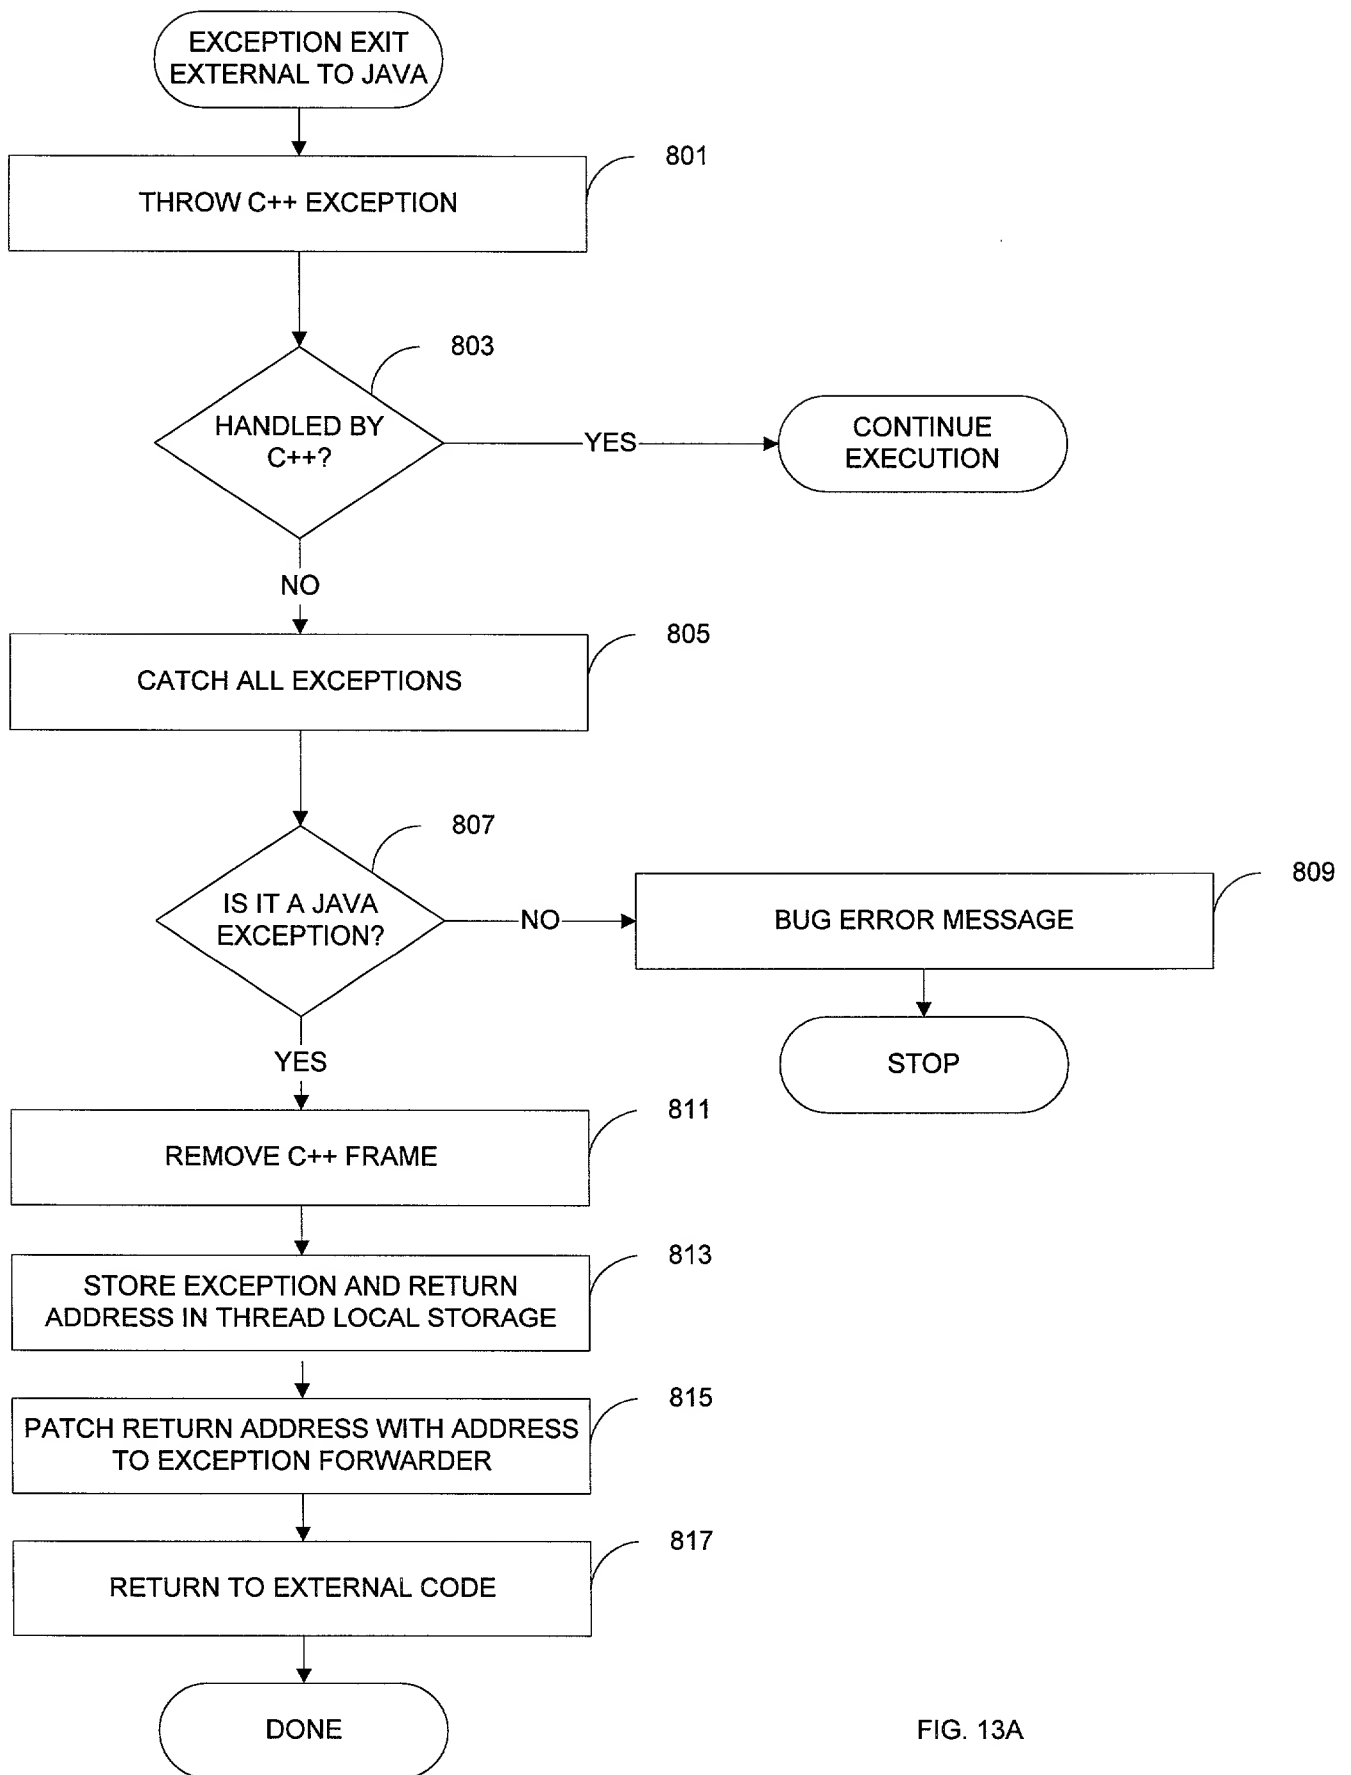 EXCEPTION EXIT
EXTERNAL TO JAVA
801
THROW C++ EXCEPTION
803
HANDLED BY
C++?
YES
CONTINUE
EXECUTION
NO
805
CATCH ALL EXCEPTIONS
807
IS IT A JAVA
EXCEPTION?
NO
809
BUG ERROR MESSAGE
STOP
YES
811
REMOVE C++ FRAME
813
STORE EXCEPTION AND RETURN
ADDRESS IN THREAD LOCAL STORAGE
815
PATCH RETURN ADDRESS WITH ADDRESS
TO EXCEPTION FORWARDER
817
RETURN TO EXTERNAL CODE
DONE
FIG. 13A